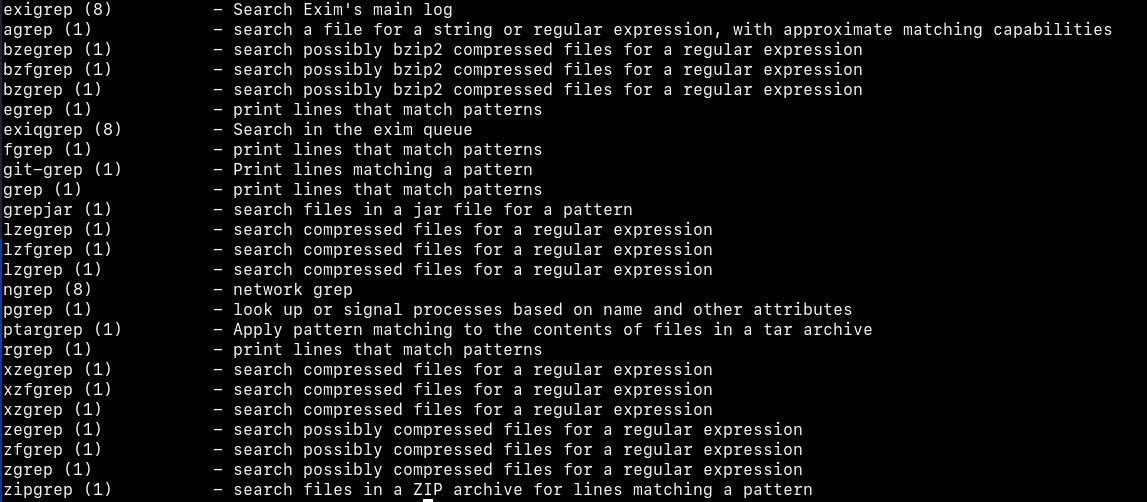 exigrep (8)          - Search Exim's main log
agrep (1)            - search a file for a string or regular expression, with approximate matching capabilities
bzegrep (1)          - search possibly bzip2 compressed files for a regular expression
bzfgrep (1)          - search possibly bzip2 compressed files for a regular expression
bzgrep (1)           - search possibly bzip2 compressed files for a regular expression
egrep (1)            - print lines that match patterns
exiqgrep (8)         - Search in the exim queue
fgrep (1)            - print lines that match patterns
git-grep (1)         - Print lines matching a pattern
grep (1)             - print lines that match patterns
grepjar (1)          - search files in a jar file for a pattern
lzegrep (1)          - search compressed files for a regular expression
lzfgrep (1)          - search compressed files for a regular expression
lzgrep (1)           - search compressed files for a regular expression
ngrep (8)            - network grep
pgrep (1)            - look up or signal processes based on name and other attributes
ptargrep (1)         - Apply pattern matching to the contents of files in a tar archive
rgrep (1)            - print lines that match patterns
xzegrep (1)          - search compressed files for a regular expression
xzfgrep (1)          - search compressed files for a regular expression
xzgrep (1)           - search compressed files for a regular expression
zegrep (1)           - search possibly compressed files for a regular expression
zfgrep (1)           - search possibly compressed files for a regular expression
zgrep (1)            - search possibly compressed files for a regular expression
zipgrep (1)          - search files in a ZIP archive for lines matching a pattern